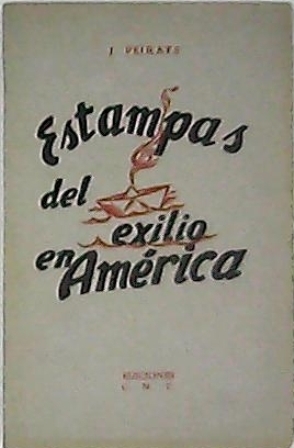 J PEIRATS
Estampas
del
exilio
en América
EDICIONES
C N T